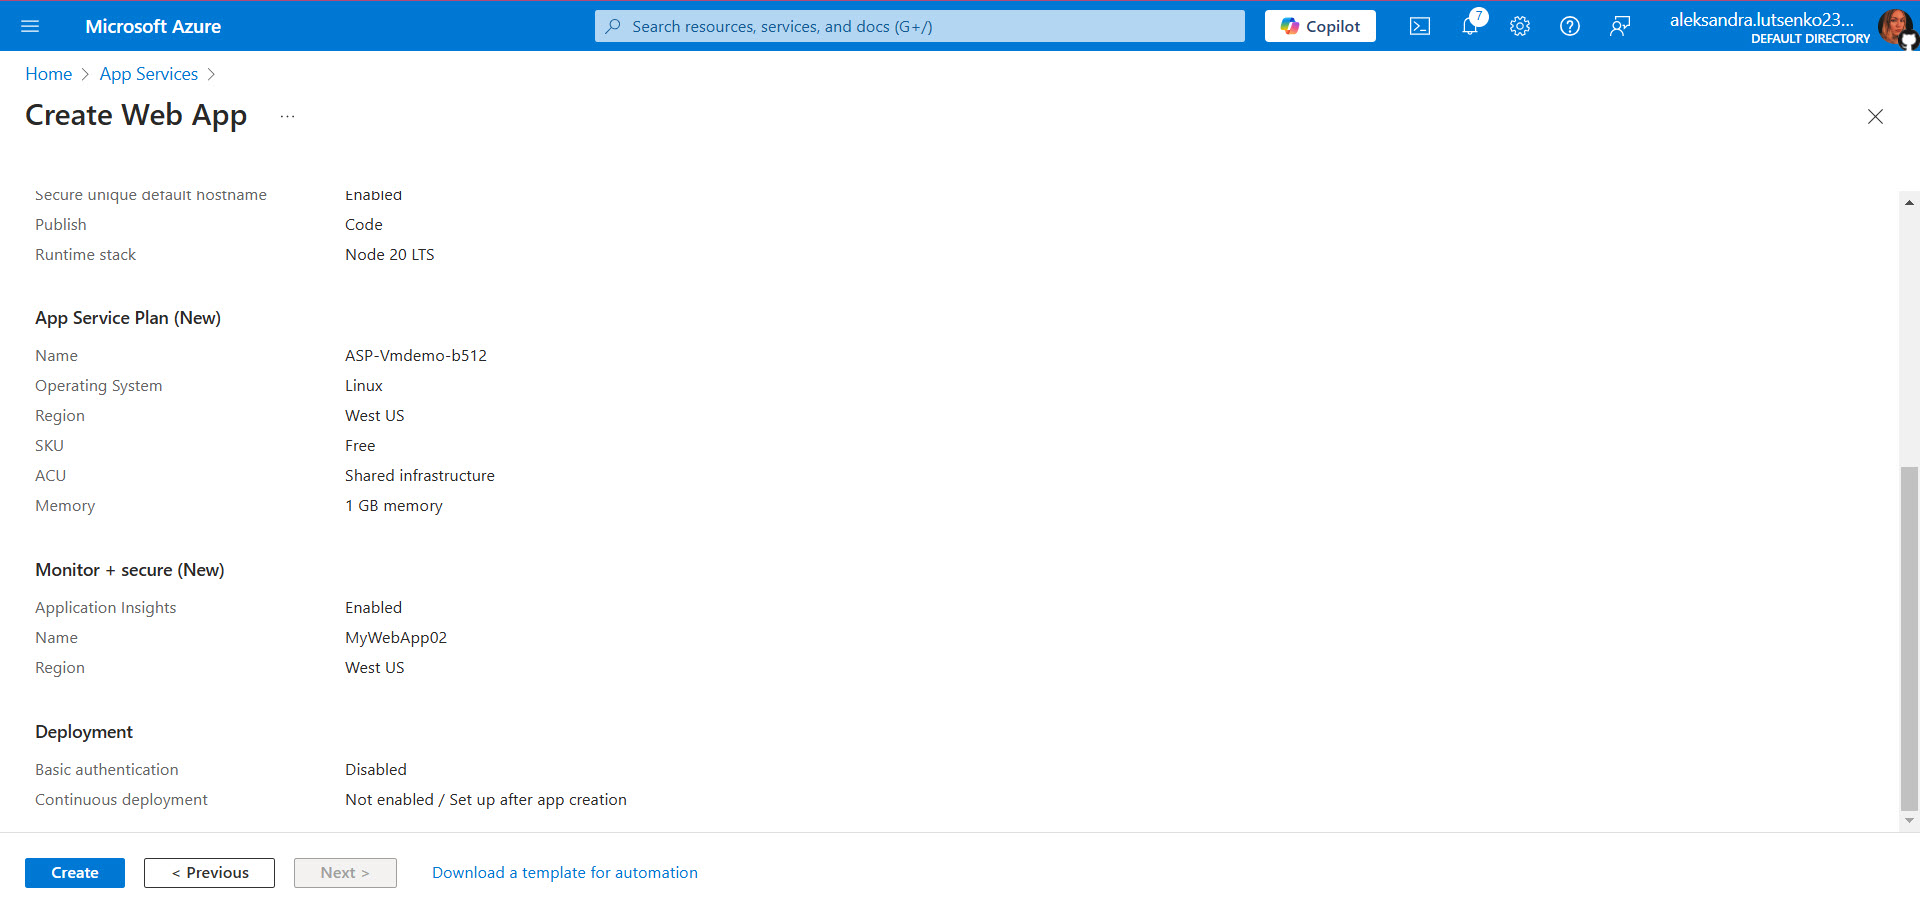 Microsoft Azure
Search resources, services, and docs (G+/)
Copilot
7
aleksandra.lutsenko23...
DEFAULT DIRECTORY
Home > App Services >
Create Web App ...
Secure unique default hostname Enabled
Publish Code
Runtime stack Node 20 LTS
App Service Plan (New)
Name ASP-Vmdemo-b512
Operating System Linux
Region West US
SKU Free
ACU Shared infrastructure
Memory 1 GB memory
Monitor + secure (New)
Application Insights Enabled
Name MyWebApp02
Region West US
Deployment
Basic authentication Disabled
Continuous deployment Not enabled / Set up after app creation
Create < Previous Next > Download a template for automation